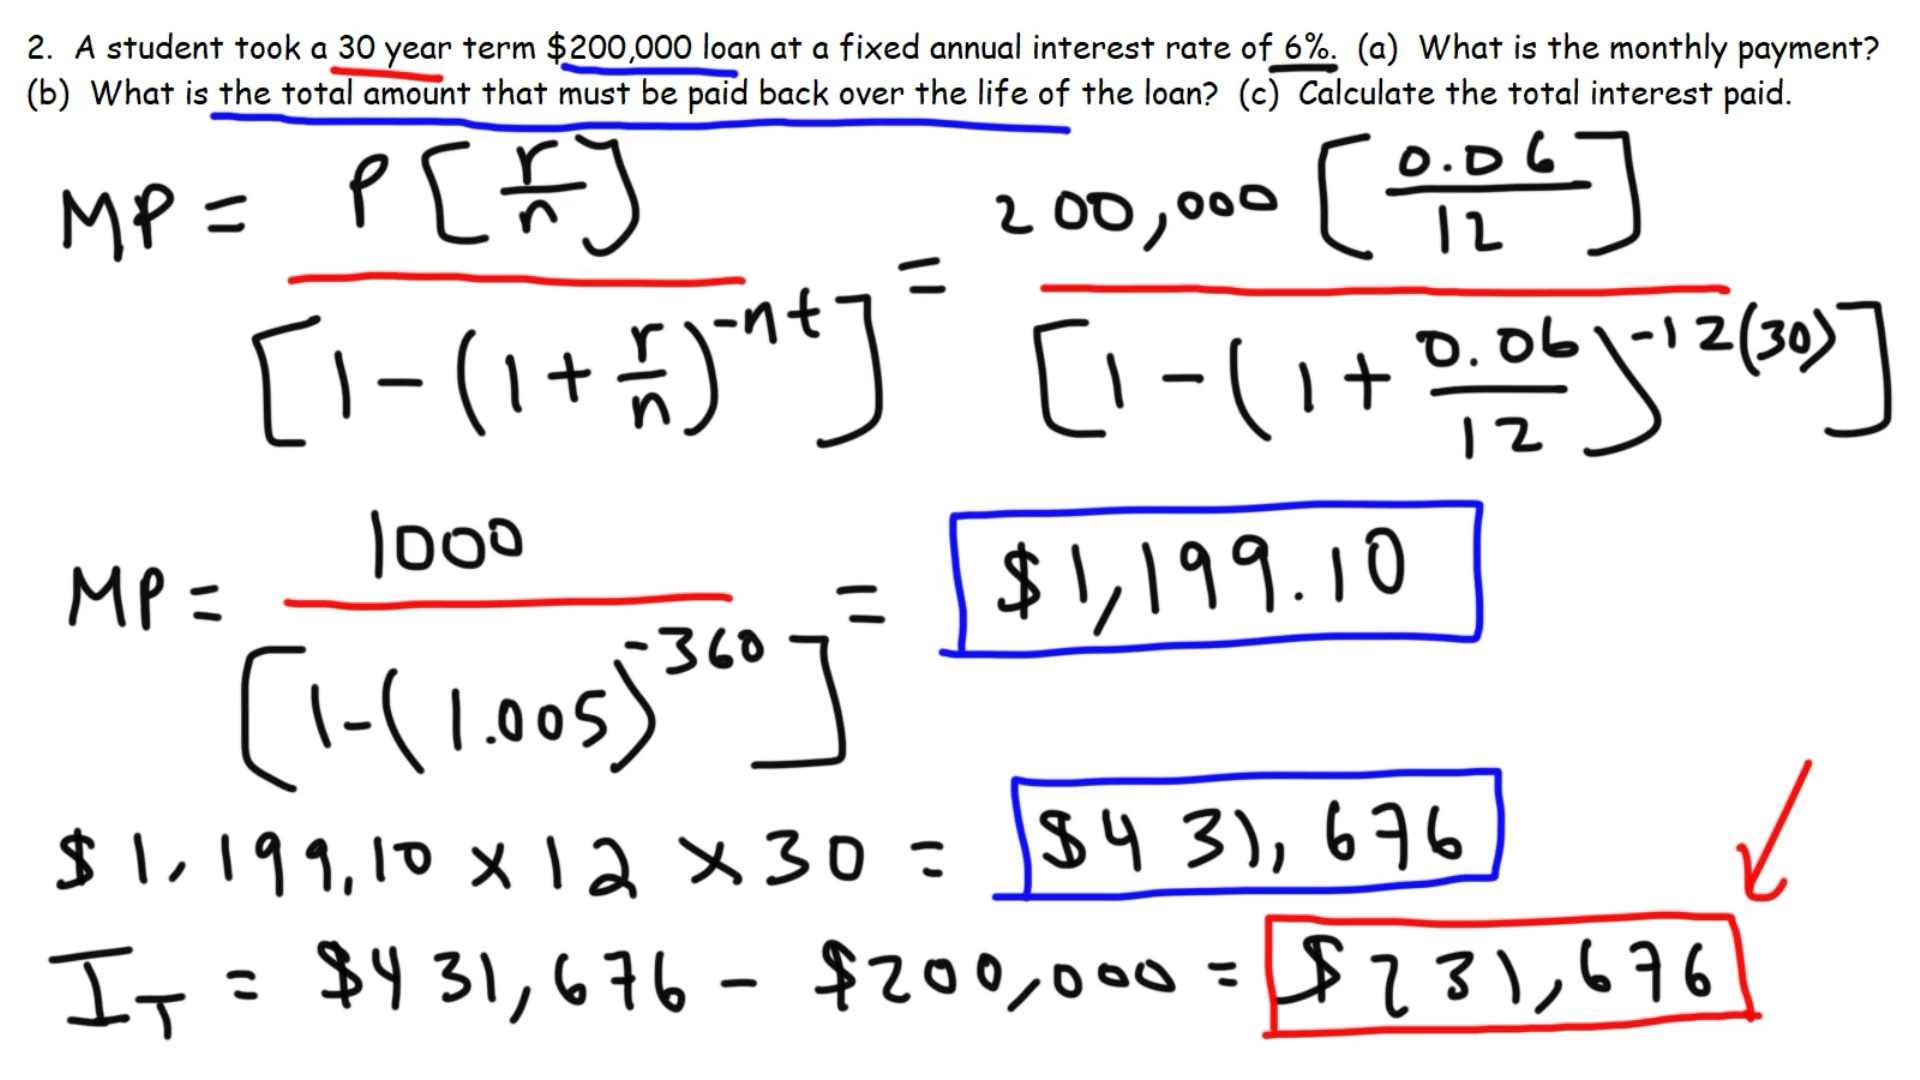 2. A student took a 30 year term $200,000 loan at a fixed annual interest rate of 6%. (a) What is the monthly payment?
(b) What is the total amount that must be paid back over the life of the loan? (c) Calculate the total interest paid.
MP = P[r/n] / [1-(1+r/n)^-nt] = 200,000[0.06/12] / [1-(1+0.06/12)^-12(30)]
MP = 1000 / [1-(1.005)^-360] = $1,199.10
$1,199.10 x 12 x 30 = $431,676
I_T = $431,676 - $200,000 = $231,676